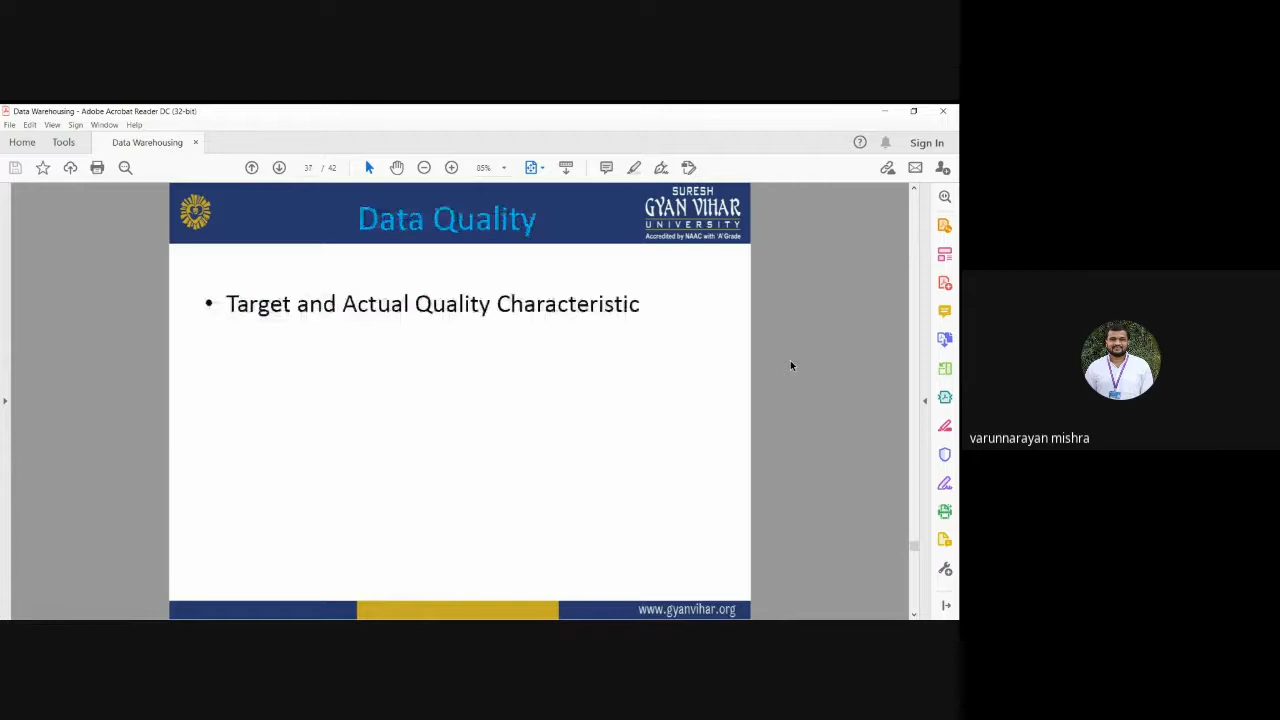 Data Warehousing - Adobe Acrobat Reader DC (32-bit)
File Edit View Sign Window Help
Home Tools Data Warehousing × Sign In
37 / 42 85%
Data Quality
SURESH
GYAN VIHAR
UNIVERSITY
Accredited by NAAC with 'A' Grade
• Target and Actual Quality Characteristic
www.gyanvihar.org
varunnarayan mishra